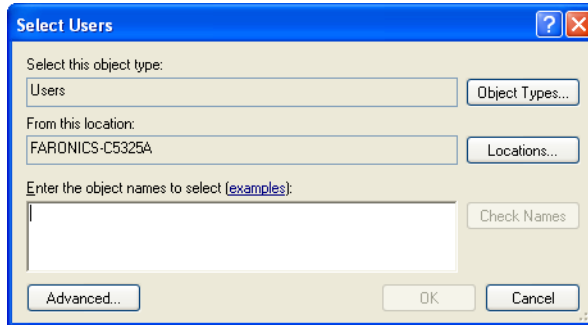 Select Users
Select this object type:
Users
Object Types...
From this location:
FARONICS-C5325A
Locations...
Enter the object names to select (examples):
Check Names
Advanced...
OK
Cancel